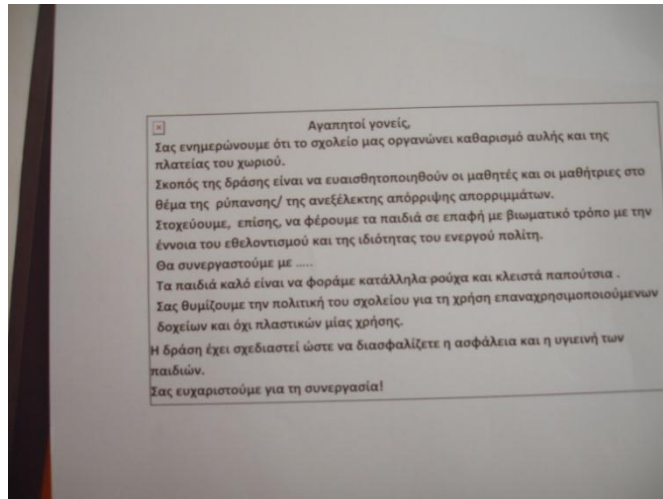 Αγαπητοί γονείς,
Σας ενημερώνουμε ότι το σχολείο μας οργανώνει καθαρισμό αυλής και της
πλατείας του χωριού.
Σκοπός της δράσης είναι να ευαισθητοποιηθούν οι μαθητές και οι μαθήτριες στο
θέμα της ρύπανσης/ της ανεξέλεκτης απόρριψης απορριμμάτων.
Στοχεύουμε, επίσης, να φέρουμε τα παιδιά σε επαφή με βιωματικό τρόπο με την
έννοια του εθελοντισμού και της ιδιότητας του ενεργού πολίτη.
Θα συνεργαστούμε με .....
Τα παιδιά καλό είναι να φοράμε κατάλληλα ρούχα και κλειστά παπούτσια .
Σας θυμίζουμε την πολιτική του σχολείου για τη χρήση επαναχρησιμοποιούμενων
δοχείων και όχι πλαστικών μίας χρήσης.
Η δράση έχει σχεδιαστεί ώστε να διασφαλίζετε η ασφάλεια και η υγιεινή των
παιδιών.
Σας ευχαριστούμε για τη συνεργασία!